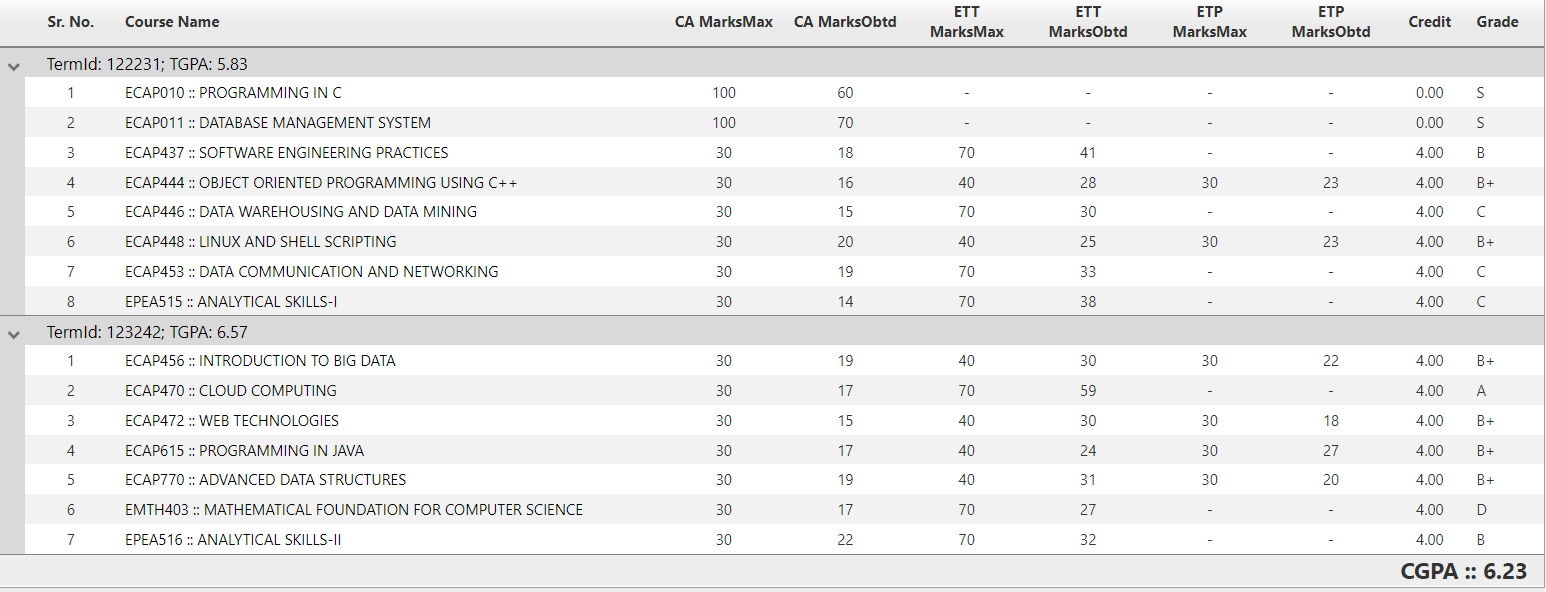 Sr. No. Course Name CA MarksMax CA MarksObtd ETT MarksMax ETT MarksObtd ETP MarksMax ETP MarksObtd Credit Grade
TermId: 122231; TGPA: 5.83
1 ECAP010 :: PROGRAMMING IN C 100 60 - - - - 0.00 S
2 ECAP011 :: DATABASE MANAGEMENT SYSTEM 100 70 - - - - 0.00 S
3 ECAP437 :: SOFTWARE ENGINEERING PRACTICES 30 18 70 41 - - 4.00 B
4 ECAP444 :: OBJECT ORIENTED PROGRAMMING USING C++ 30 16 40 28 30 23 4.00 B+
5 ECAP446 :: DATA WAREHOUSING AND DATA MINING 30 15 70 30 - - 4.00 C
6 ECAP448 :: LINUX AND SHELL SCRIPTING 30 20 40 25 30 23 4.00 B+
7 ECAP453 :: DATA COMMUNICATION AND NETWORKING 30 19 70 33 - - 4.00 C
8 EPEA515 :: ANALYTICAL SKILLS-I 30 14 70 38 - - 4.00 C
TermId: 123242; TGPA: 6.57
1 ECAP456 :: INTRODUCTION TO BIG DATA 30 19 40 30 30 22 4.00 B+
2 ECAP470 :: CLOUD COMPUTING 30 17 70 59 - - 4.00 A
3 ECAP472 :: WEB TECHNOLOGIES 30 15 40 30 30 18 4.00 B+
4 ECAP615 :: PROGRAMMING IN JAVA 30 17 40 24 30 27 4.00 B+
5 ECAP770 :: ADVANCED DATA STRUCTURES 30 19 40 31 30 20 4.00 B+
6 EMTH403 :: MATHEMATICAL FOUNDATION FOR COMPUTER SCIENCE 30 17 70 27 - - 4.00 D
7 EPEA516 :: ANALYTICAL SKILLS-II 30 22 70 32 - - 4.00 B
CGPA :: 6.23